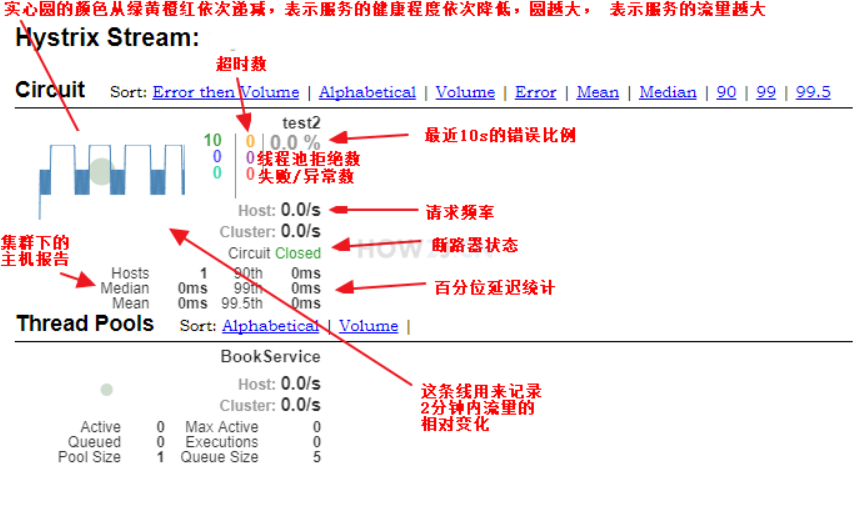 实心圆的颜色从绿黄橙红依次递减，表示服务的健康程度依次降低，圆越大， 表示服务的流量越大
Hystrix Stream:
超时数
Circuit Sort: Error then Volume | Alphabetical | Volume | Error | Mean | Median | 90 | 99 | 99.5
test2
10 0 0.0 %
最近10s的错误比例
0 0 线程池拒绝数
0 0 失败/异常数
Host: 0.0/s
请求频率
Cluster: 0.0/s
断路器状态
Circuit Closed
集群下的
主机报告
Hosts 1 90th 0ms
Median 0ms 99th 0ms
百分位延迟统计
Mean 0ms 99.5th 0ms
Thread Pools Sort: Alphabetical | Volume |
BookService
Host: 0.0/s
Cluster: 0.0/s
这条线用来记录
2分钟内流量的
相对变化
Active 0 Max Active 0
Queued 0 Executions 0
Pool Size 1 Queue Size 5